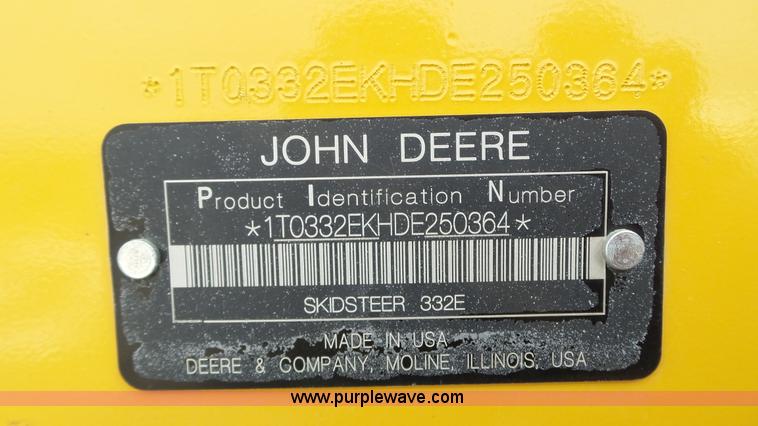 *1T0332EKHDE250364*
JOHN DEERE
Product Identification Number
*1T0332EKHDE250364*
SKIDSTEER 332E
MADE IN USA
DEERE & COMPANY, MOLINE, ILLINOIS, USA
www.purplewave.com